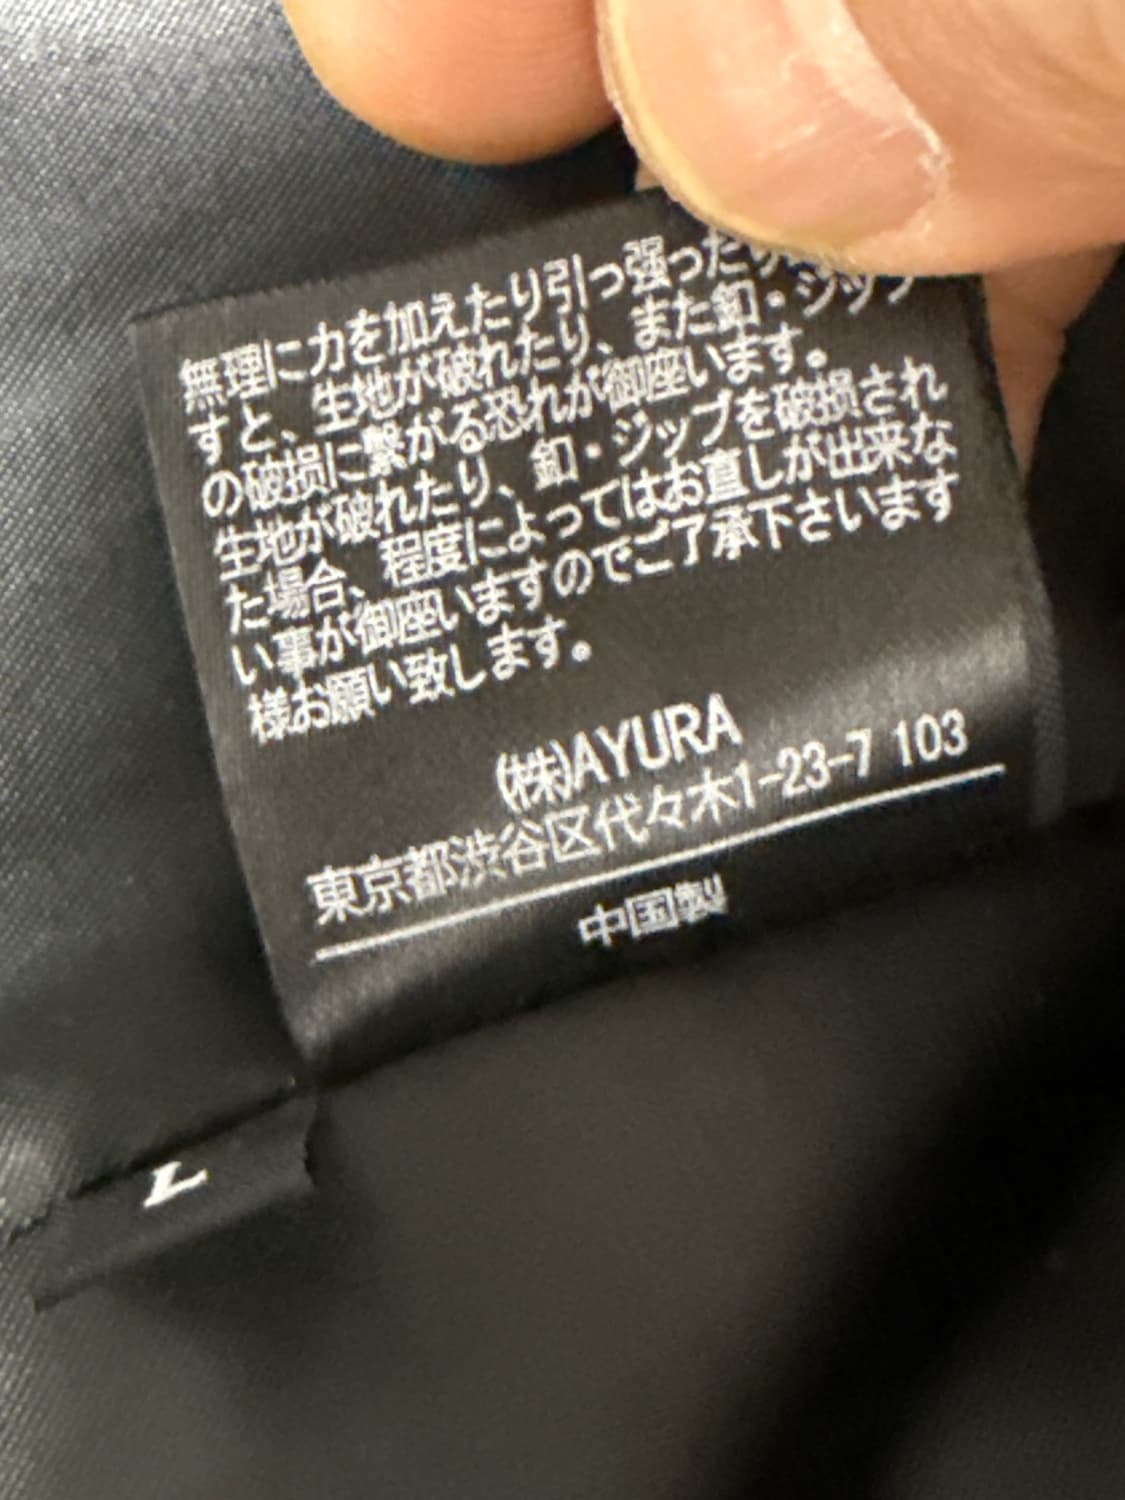 無理に力を加えたり引っ強ったり
すと、生地が破れたり、また釦・ジップ
の破損に繋がる恐れが御座います。
生地が破れたり、釦・ジップを破損され
た場合、程度によってはお直しが出来な
い事が御座いますのでご了承下さいます
様お願い致します。
(株)AYURA
東京都渋谷区代々木1-23-7 103
中国製
L